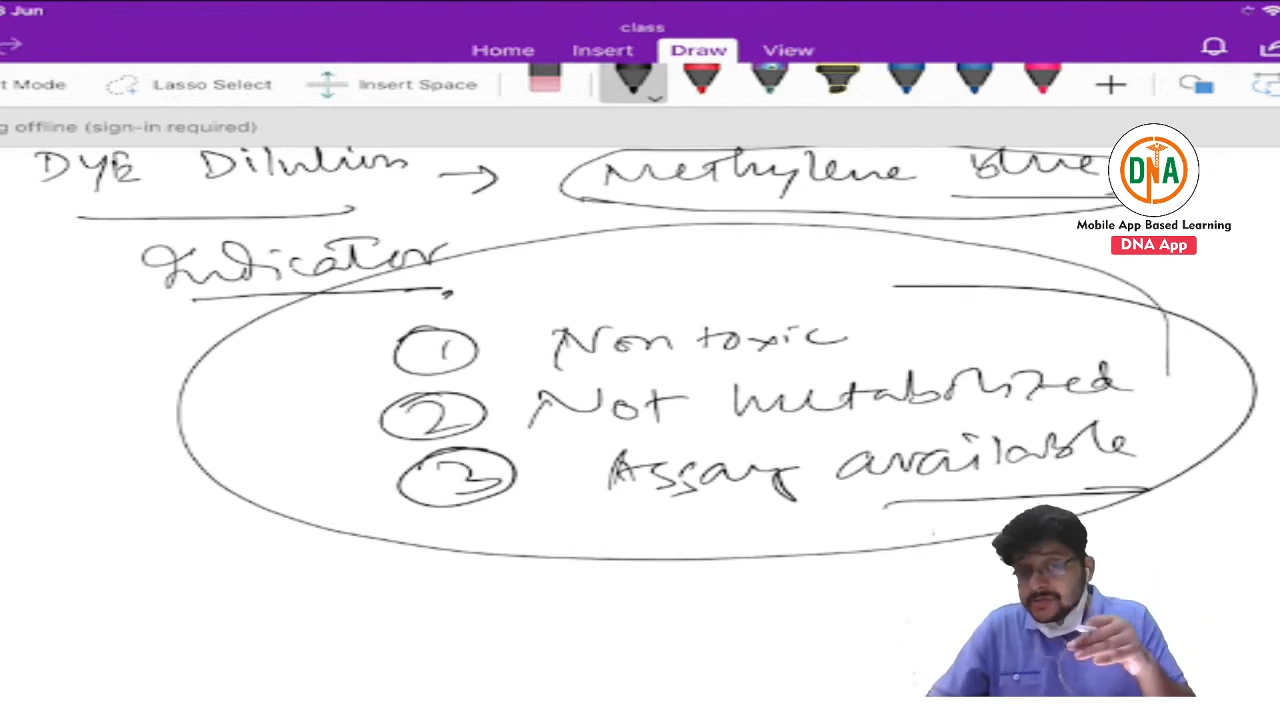 3 Jun
class
Home Insert Draw View
t Mode Lasso Select Insert Space
g offline (sign-in required)
DYE Dilution → Methylene blue
Indicator
① Non toxic
② Not metabolized
③ Assay available
DNA
Mobile App Based Learning
DNA App